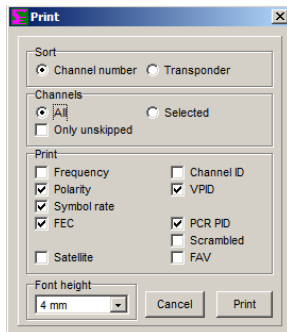 Print
Sort
Channel number Transponder
Channels
All Selected
Only unskipped
Print
Frequency Channel ID
Polarity VPID
Symbol rate
FEC PCR PID
Scrambled
Satellite FAV
Font height
4 mm Cancel Print